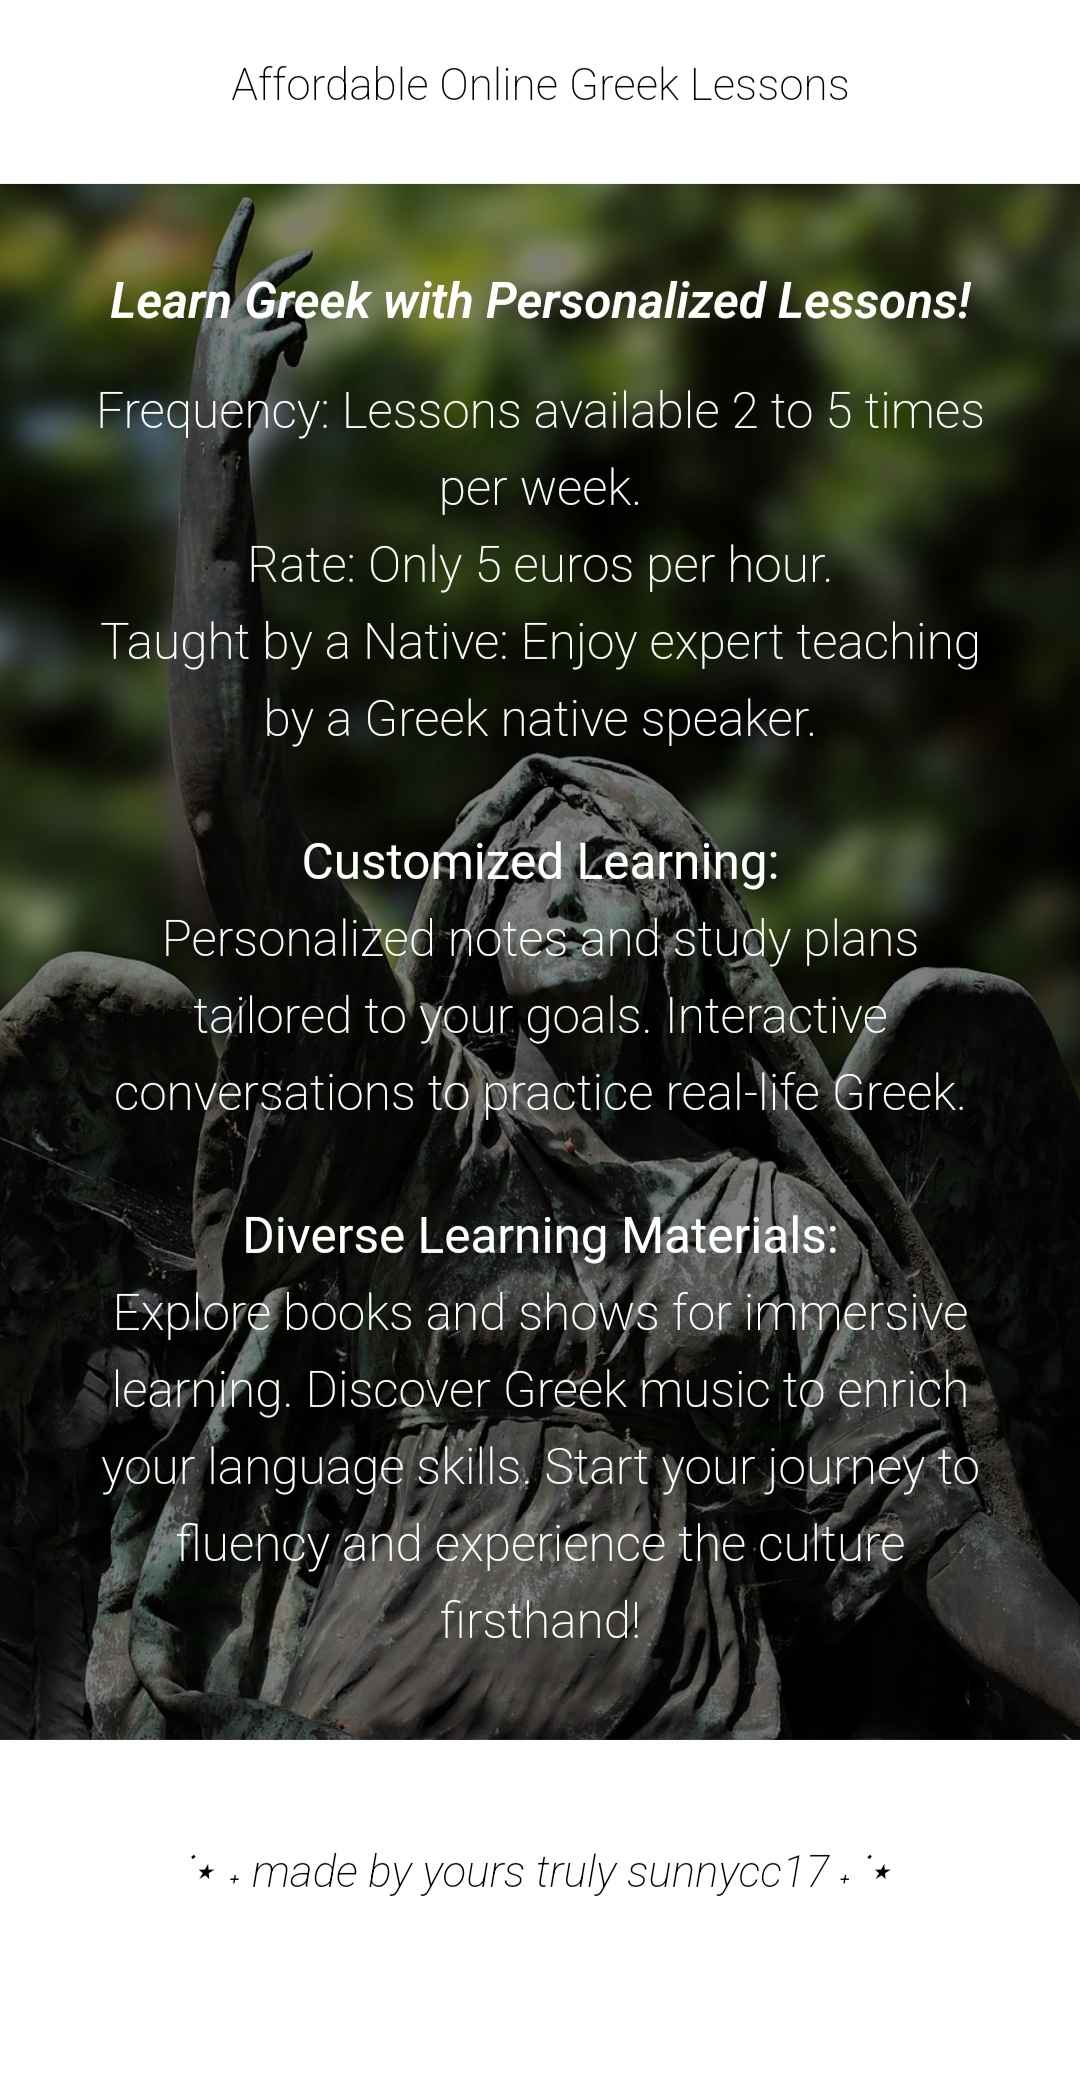 Affordable Online Greek Lessons
Learn Greek with Personalized Lessons!
Frequency: Lessons available 2 to 5 times
per week.
Rate: Only 5 euros per hour.
Taught by a Native: Enjoy expert teaching
by a Greek native speaker.
Customized Learning:
Personalized notes and study plans
tailored to your goals. Interactive
conversations to practice real-life Greek.
Diverse Learning Materials:
Explore books and shows for immersive
learning. Discover Greek music to enrich
your language skills. Start your journey to
fluency and experience the culture
firsthand!
˙⋆ ₊ made by yours truly sunnycc17 ₊ ˙⋆